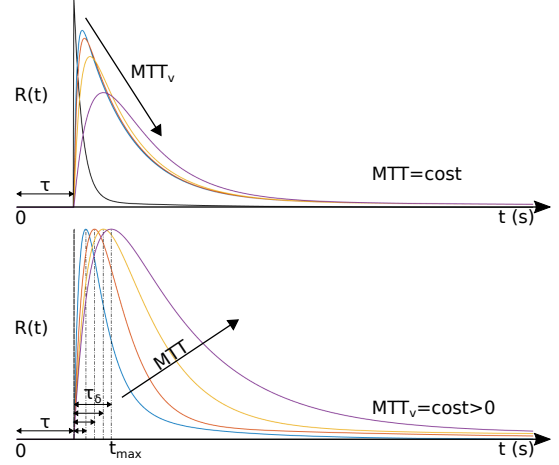 MTTᵥ
R(t)
MTT=cost
τ
0
t (s)
R(t)
MTT
τδ
MTTᵥ=cost>0
τ
0
tmax
t (s)